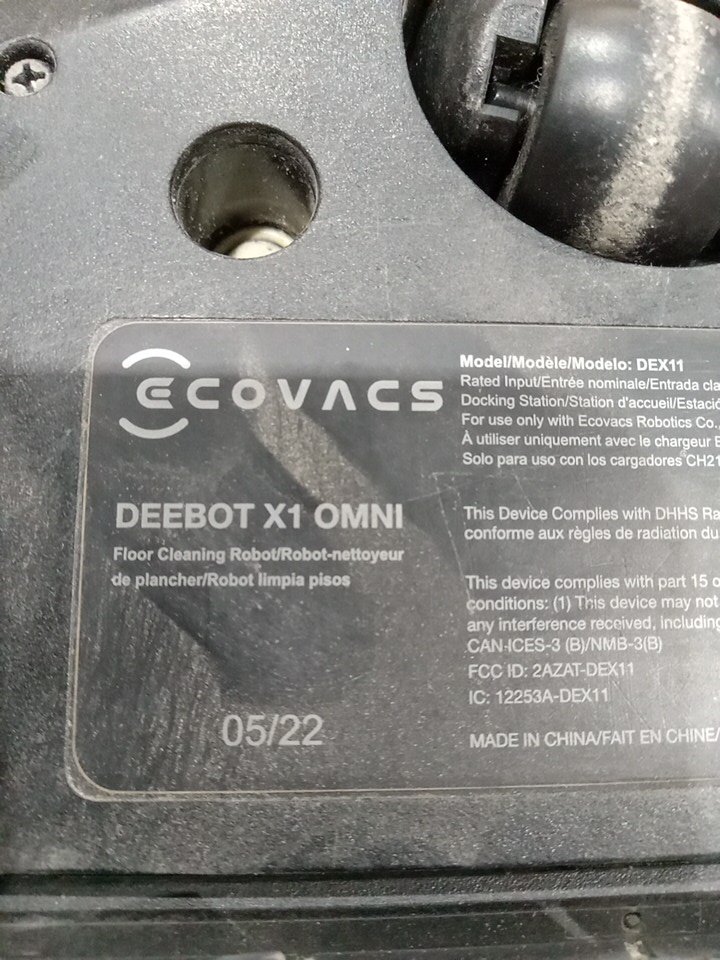 ECOVACS
DEEBOT X1 OMNI
Floor Cleaning Robot/Robot-nettoyeur
de plancher/Robot limpia pisos
05/22
Model/Modèle/Modelo: DEX11
Rated Input/Entrée nominale/Entrada cla
Docking Station/Station d'accueil/Estació
For use only with Ecovacs Robotics Co.,
À utiliser uniquement avec le chargeur E
Solo para uso con los cargadores CH21
This Device Complies with DHHS Ra
conforme aux règles de radiation du
This device complies with part 15 o
conditions: (1) This device may not
any interference received, including
CAN-ICES-3 (B)/NMB-3(B)
FCC ID: 2AZAT-DEX11
IC: 12253A-DEX11
MADE IN CHINA/FAIT EN CHINE/